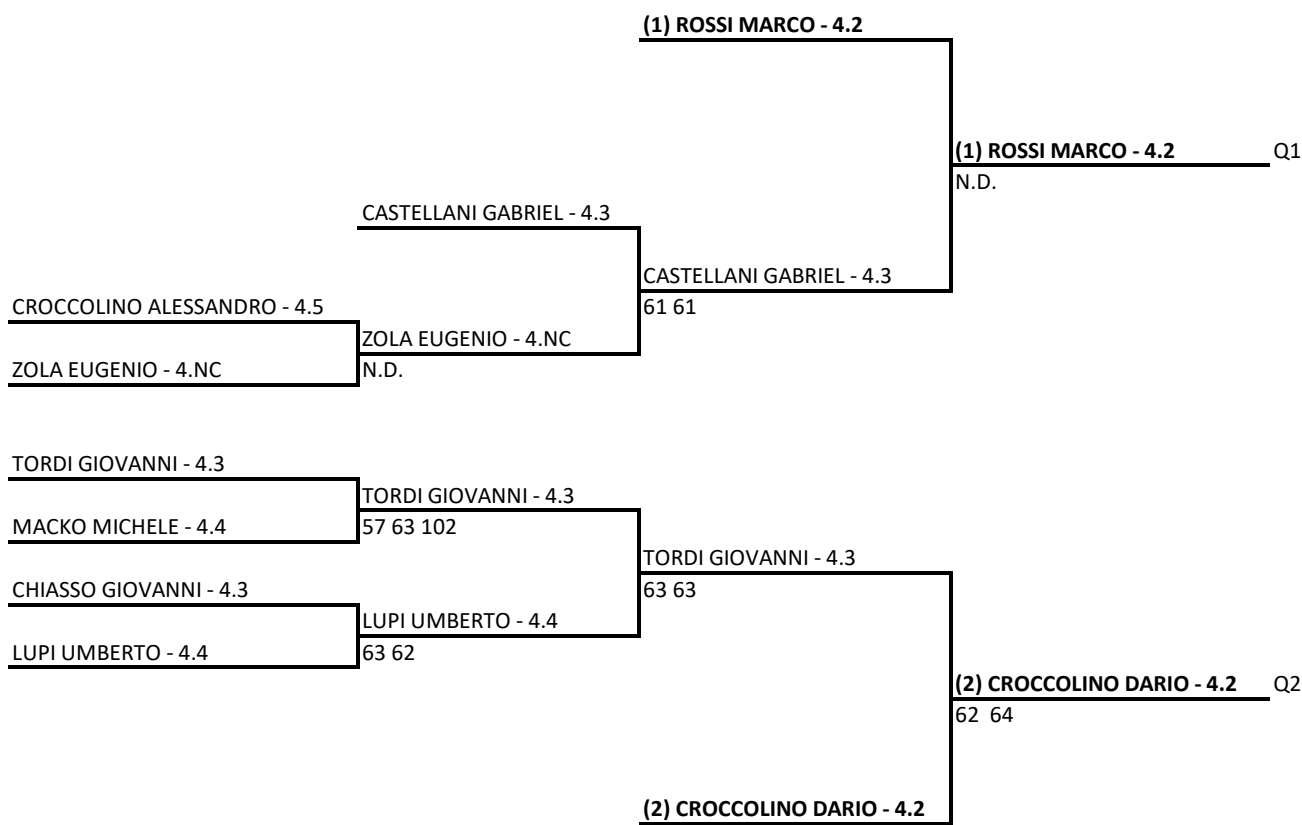 (1) ROSSI MARCO - 4.2
(1) ROSSI MARCO - 4.2 Q1
N.D.
CASTELLANI GABRIEL - 4.3
CASTELLANI GABRIEL - 4.3
61 61
CROCCOLINO ALESSANDRO - 4.5
ZOLA EUGENIO - 4.NC
N.D.
ZOLA EUGENIO - 4.NC
TORDI GIOVANNI - 4.3
TORDI GIOVANNI - 4.3
57 63 102
MACKO MICHELE - 4.4
TORDI GIOVANNI - 4.3
63 63
CHIASSO GIOVANNI - 4.3
LUPI UMBERTO - 4.4
63 62
LUPI UMBERTO - 4.4
(2) CROCCOLINO DARIO - 4.2 Q2
62 64
(2) CROCCOLINO DARIO - 4.2